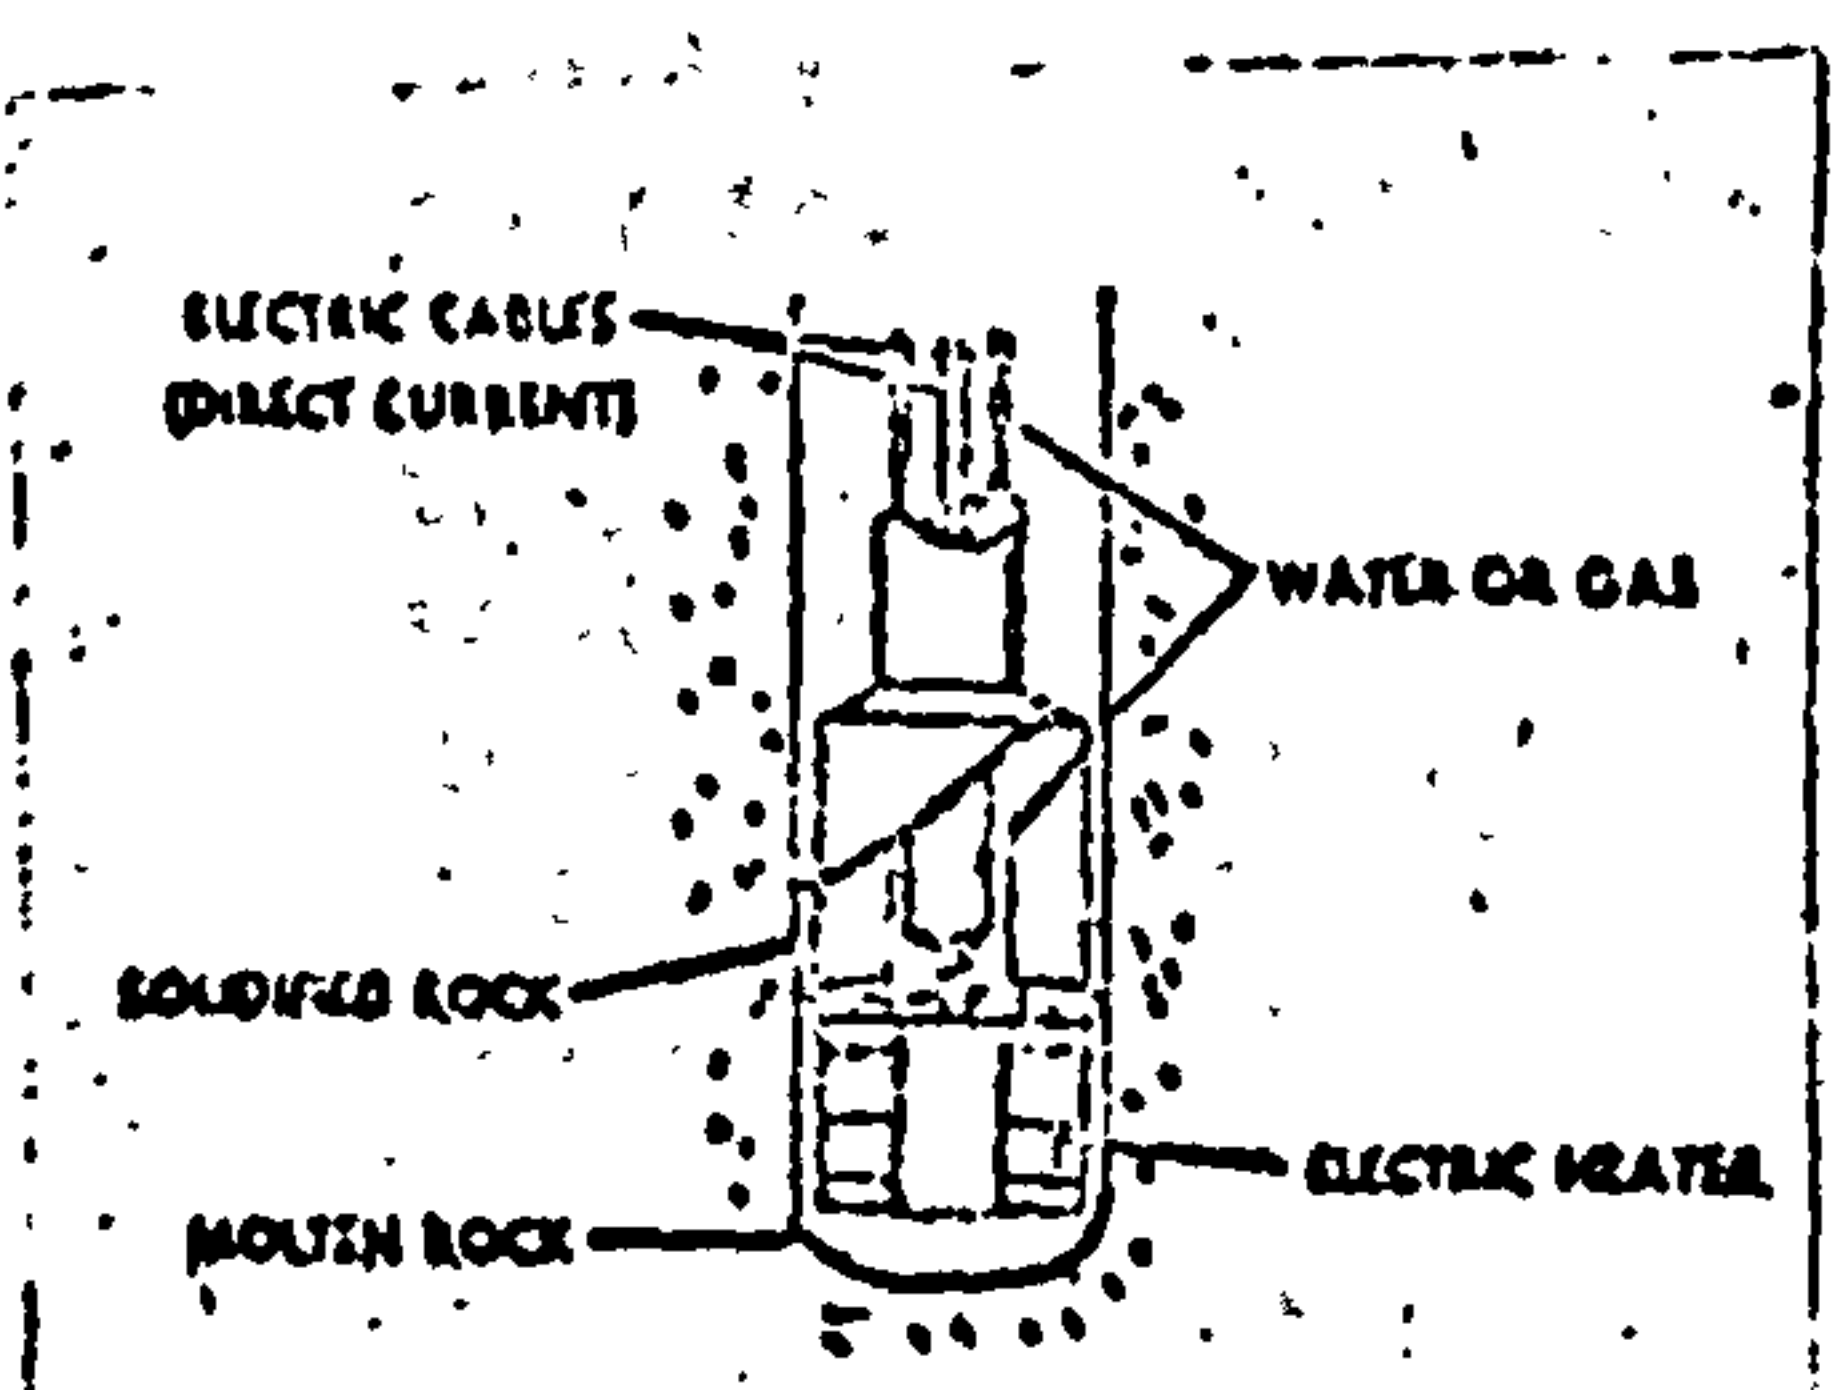 ELECTRIC CABLES
(DIRECT CURRENT)
WATER OR GAS
SOLIDIFIED ROCK
ELECTRIC HEATER
MOLTEN ROCK